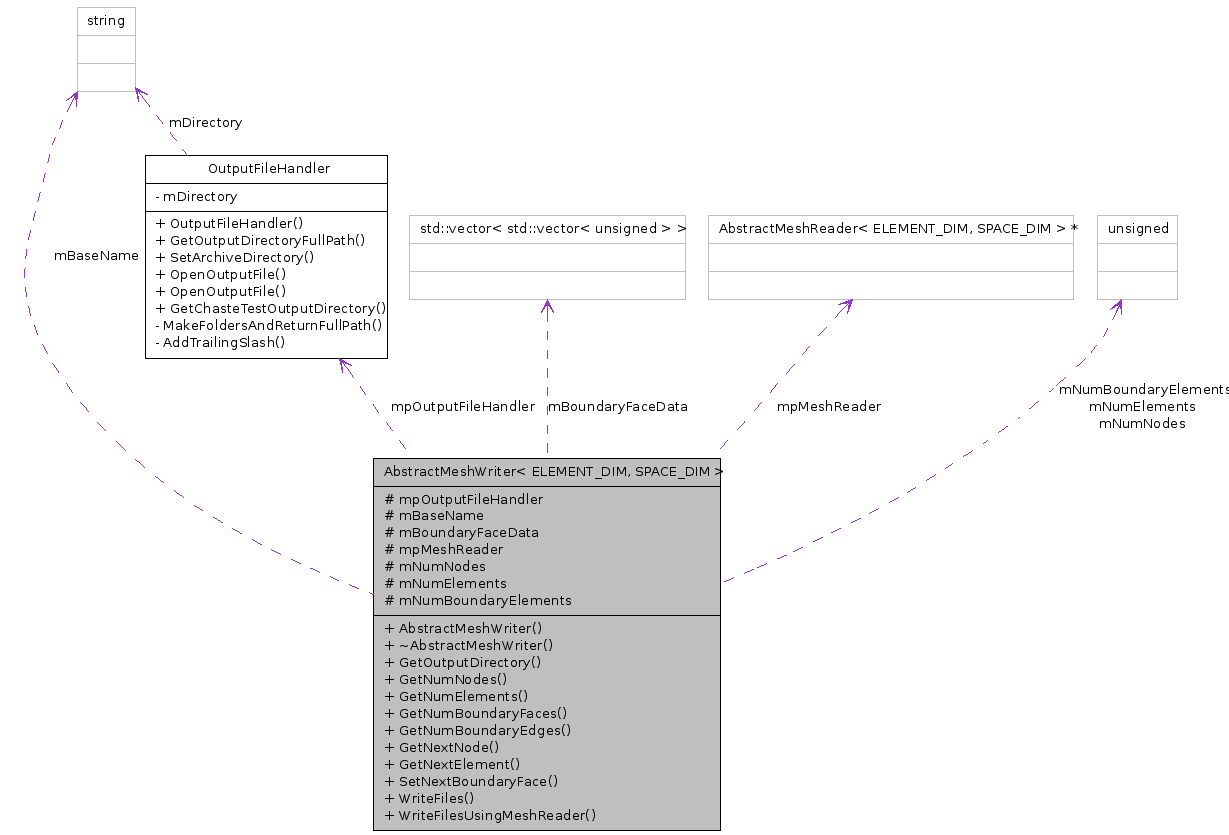 string
mDirectory
OutputFileHandler
- mDirectory
+ OutputFileHandler()
+ GetOutputDirectoryFullPath()
+ SetArchiveDirectory()
+ OpenOutputFile()
+ OpenOutputFile()
+ GetChasteTestOutputDirectory()
- MakeFoldersAndReturnFullPath()
- AddTrailingSlash()
mBaseName
std::vector< std::vector< unsigned > >
AbstractMeshReader< ELEMENT_DIM, SPACE_DIM > *
unsigned
mpOutputFileHandler
mBoundaryFaceData
mpMeshReader
mNumBoundaryElements
mNumElements
mNumNodes
AbstractMeshWriter< ELEMENT_DIM, SPACE_DIM >
# mpOutputFileHandler
# mBaseName
# mBoundaryFaceData
# mpMeshReader
# mNumNodes
# mNumElements
# mNumBoundaryElements
+ AbstractMeshWriter()
+ ~AbstractMeshWriter()
+ GetOutputDirectory()
+ GetNumNodes()
+ GetNumElements()
+ GetNumBoundaryFaces()
+ GetNumBoundaryEdges()
+ GetNextNode()
+ GetNextElement()
+ SetNextBoundaryFace()
+ WriteFiles()
+ WriteFilesUsingMeshReader()